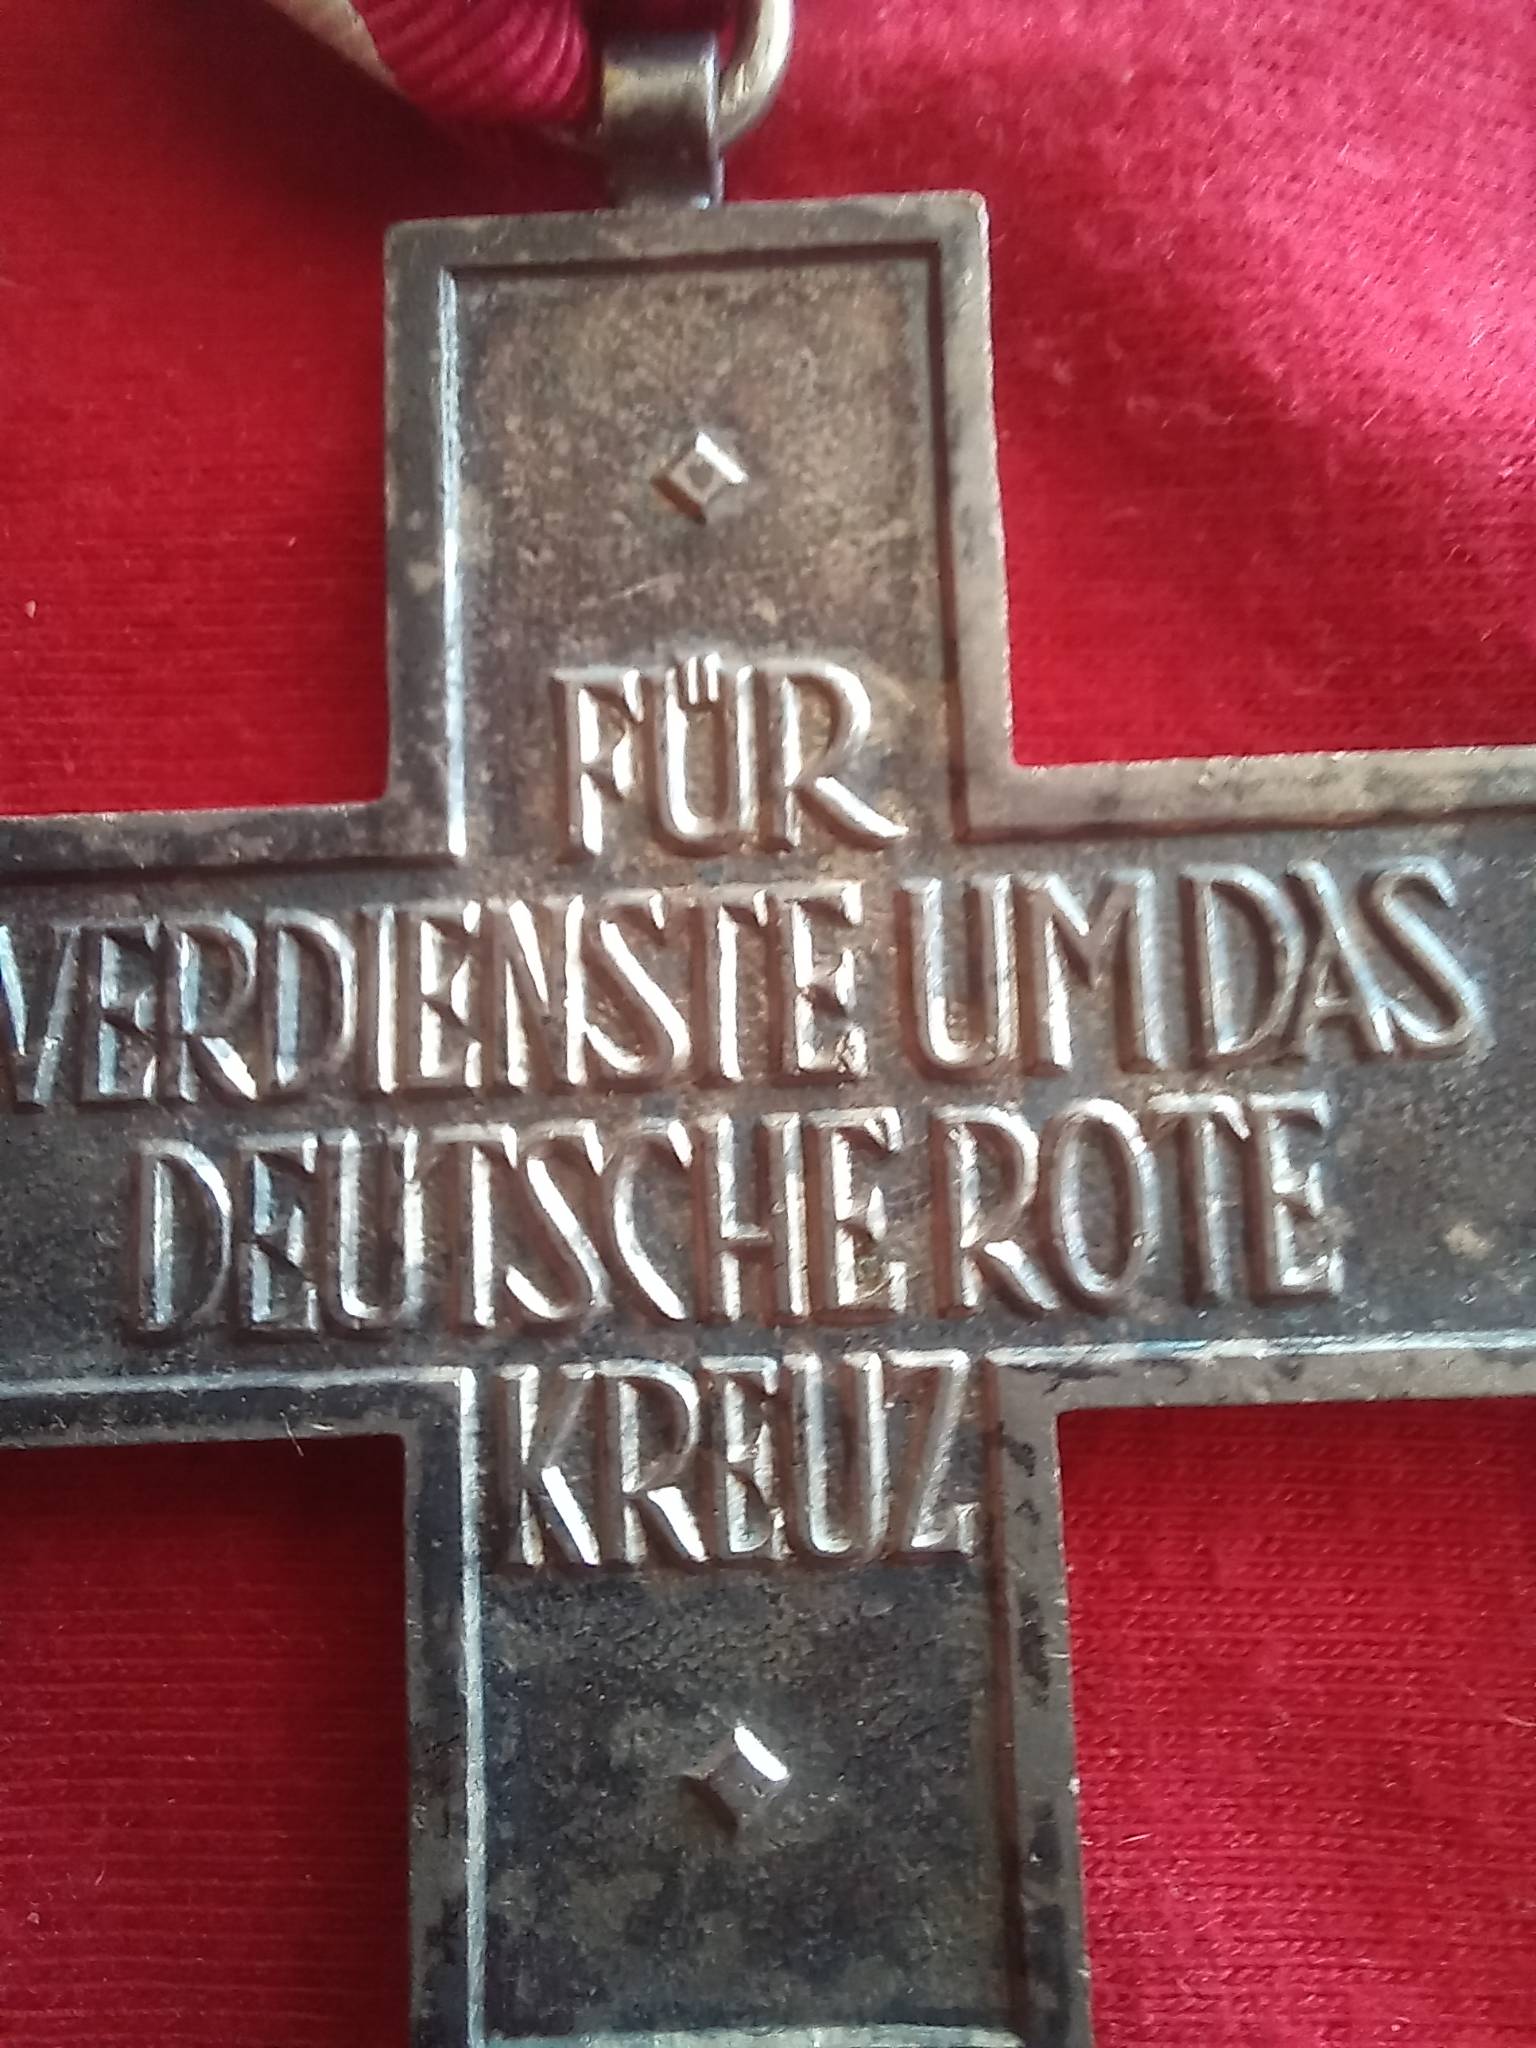 FÜR
VERDIENSTE UM DAS
DEUTSCHE ROTE
KREUZ